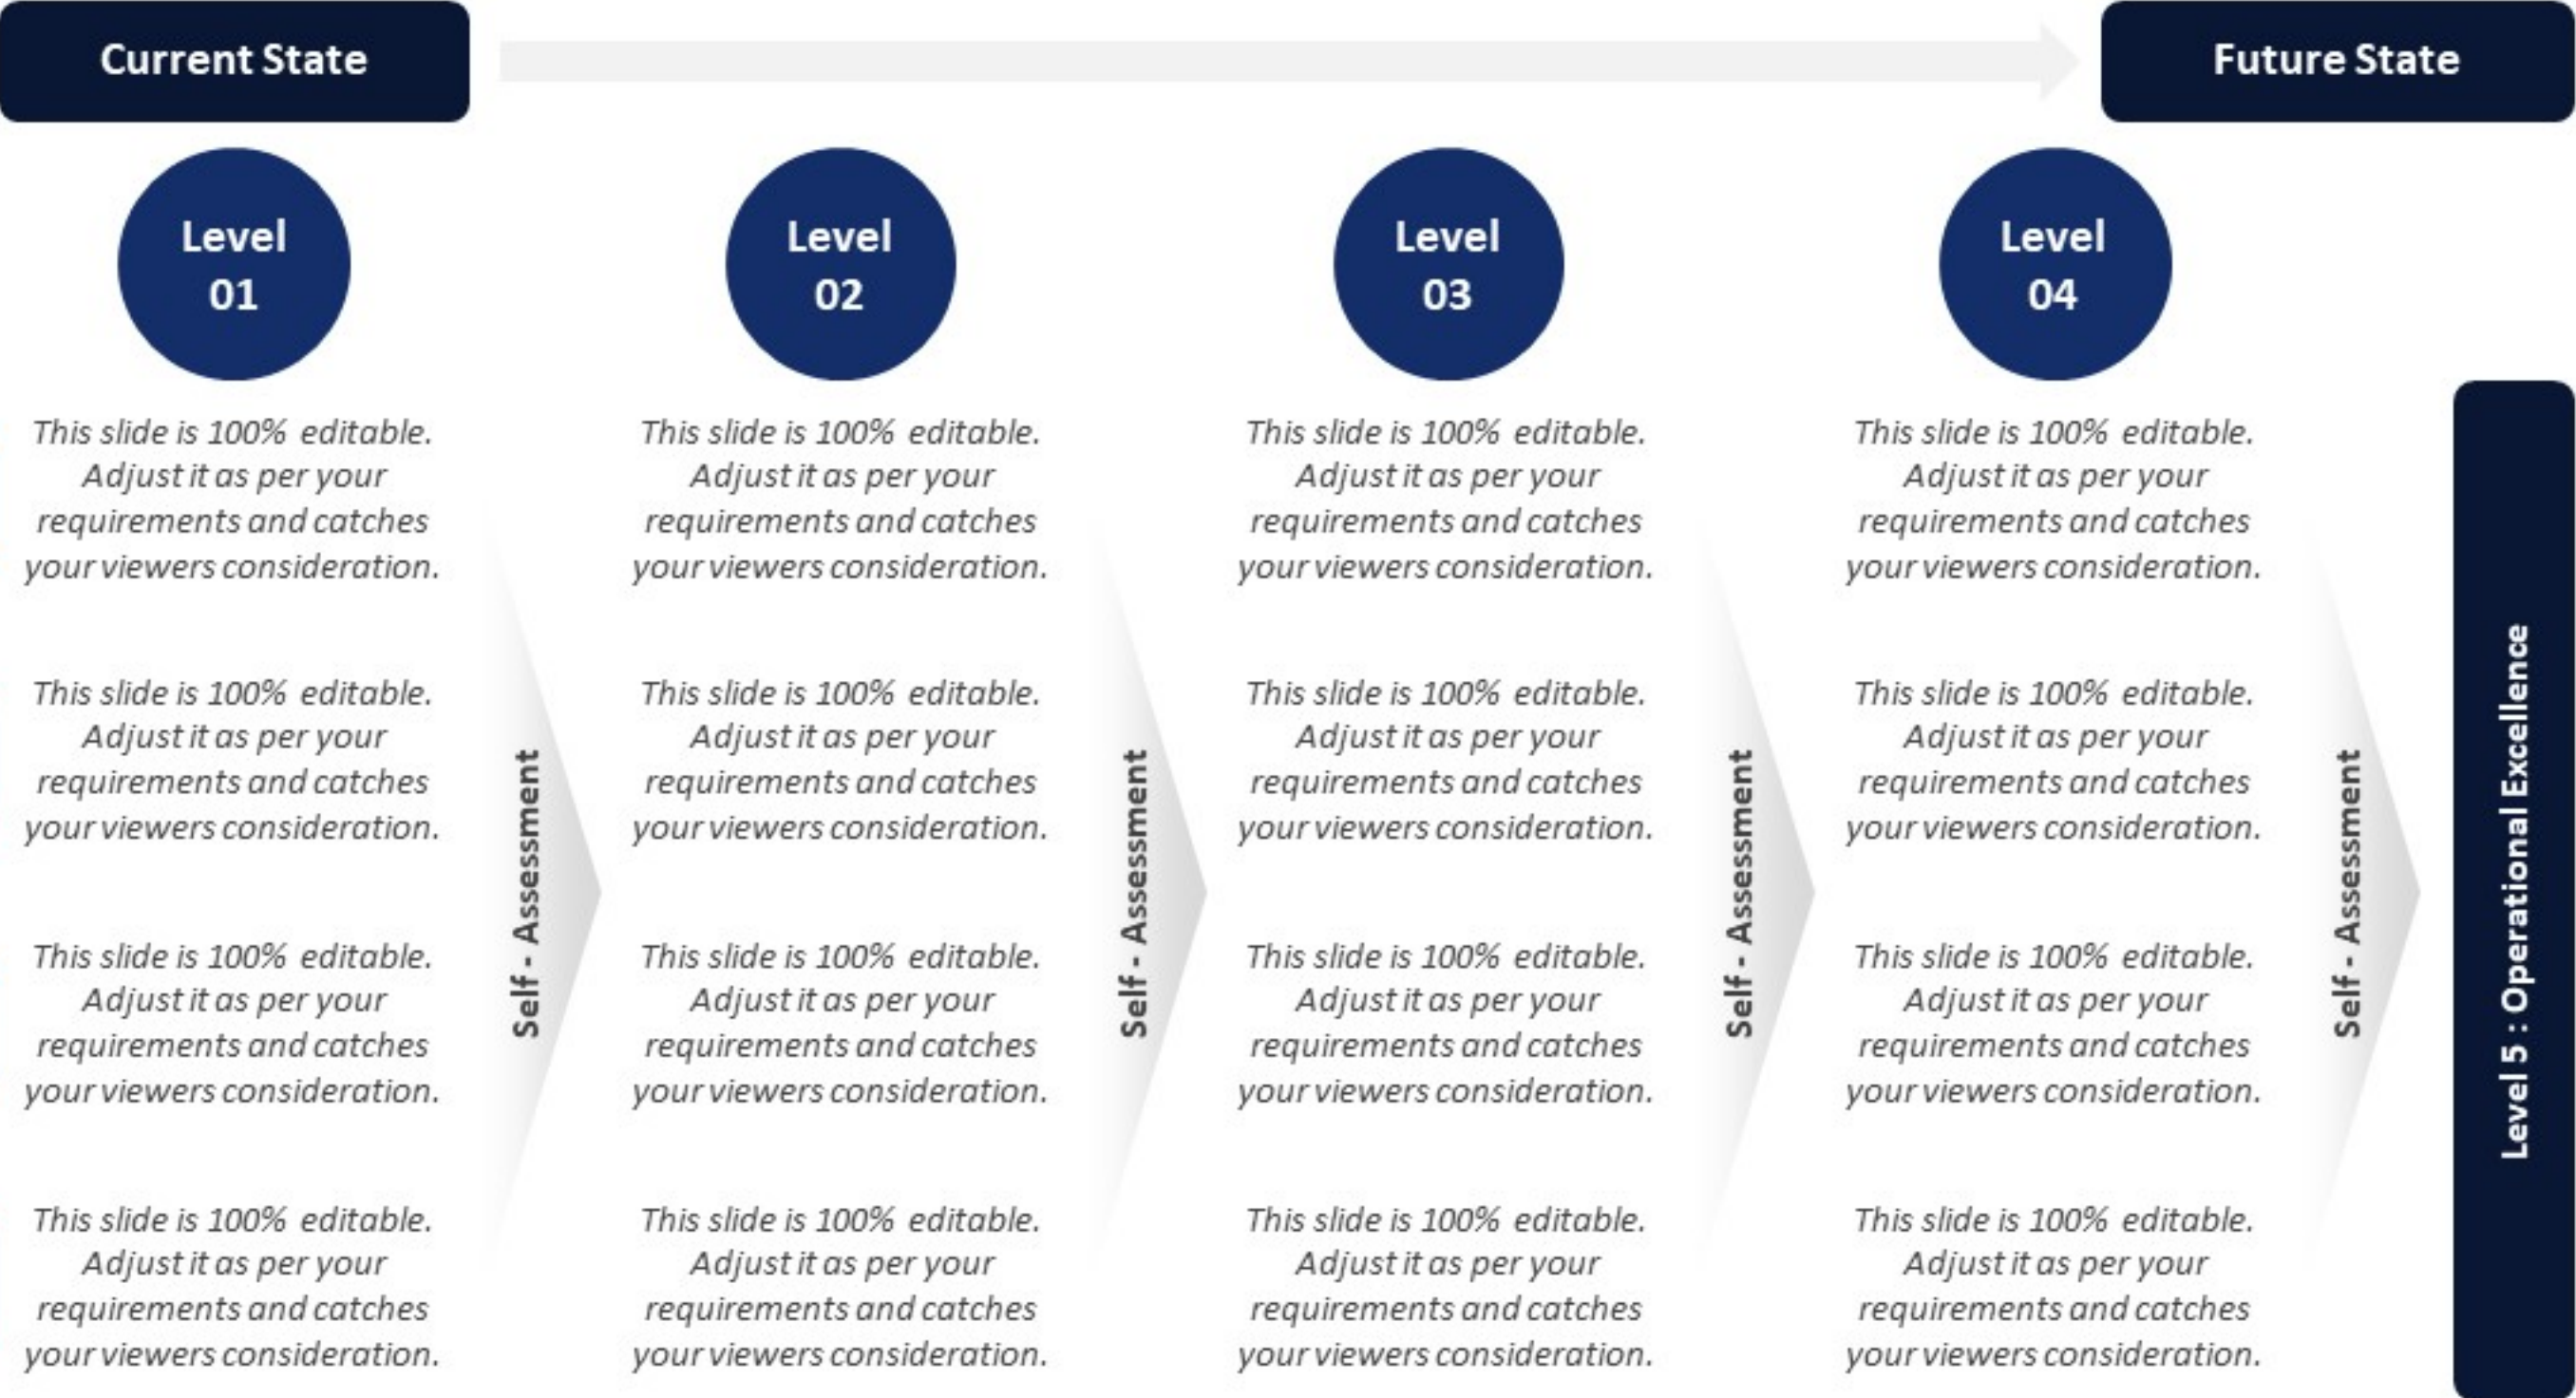 Current State
Future State
Level
01
Level
02
Level
03
Level
04
This slide is 100% editable.
Adjust it as per your
requirements and catches
your viewers consideration.
This slide is 100% editable.
Adjust it as per your
requirements and catches
your viewers consideration.
This slide is 100% editable.
Adjust it as per your
requirements and catches
your viewers consideration.
This slide is 100% editable.
Adjust it as per your
requirements and catches
your viewers consideration.
Self - Assessment
This slide is 100% editable.
Adjust it as per your
requirements and catches
your viewers consideration.
This slide is 100% editable.
Adjust it as per your
requirements and catches
your viewers consideration.
This slide is 100% editable.
Adjust it as per your
requirements and catches
your viewers consideration.
This slide is 100% editable.
Adjust it as per your
requirements and catches
your viewers consideration.
Self - Assessment
This slide is 100% editable.
Adjust it as per your
requirements and catches
your viewers consideration.
This slide is 100% editable.
Adjust it as per your
requirements and catches
your viewers consideration.
This slide is 100% editable.
Adjust it as per your
requirements and catches
your viewers consideration.
This slide is 100% editable.
Adjust it as per your
requirements and catches
your viewers consideration.
Self - Assessment
This slide is 100% editable.
Adjust it as per your
requirements and catches
your viewers consideration.
This slide is 100% editable.
Adjust it as per your
requirements and catches
your viewers consideration.
This slide is 100% editable.
Adjust it as per your
requirements and catches
your viewers consideration.
This slide is 100% editable.
Adjust it as per your
requirements and catches
your viewers consideration.
Self - Assessment
Level 5 : Operational Excellence